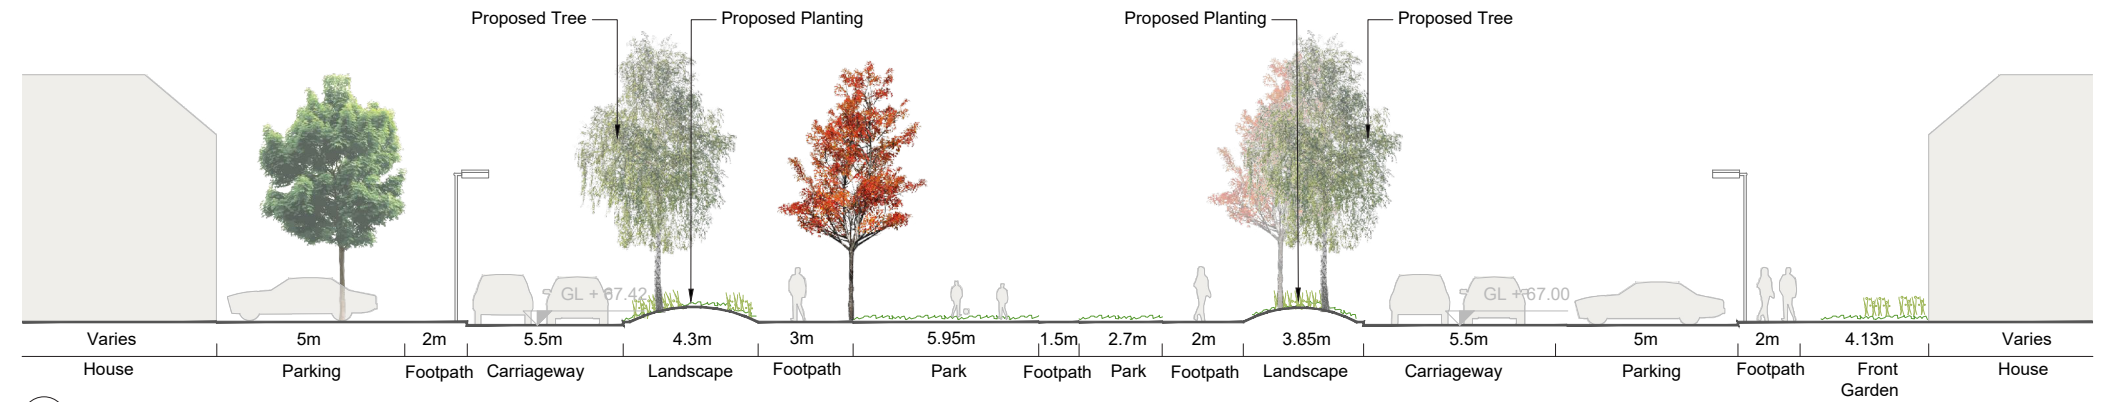 Proposed Tree
Proposed Planting
Proposed Planting
Proposed Tree
GL + 67.42
GL + 67.00
Varies
5m
2m
5.5m
4.3m
3m
5.95m
1.5m
2.7m
2m
3.85m
5.5m
5m
2m
4.13m
Varies
House
Parking
Footpath
Carriageway
Landscape
Footpath
Park
Footpath
Park
Footpath
Landscape
Carriageway
Parking
Footpath
Front
Garden
House